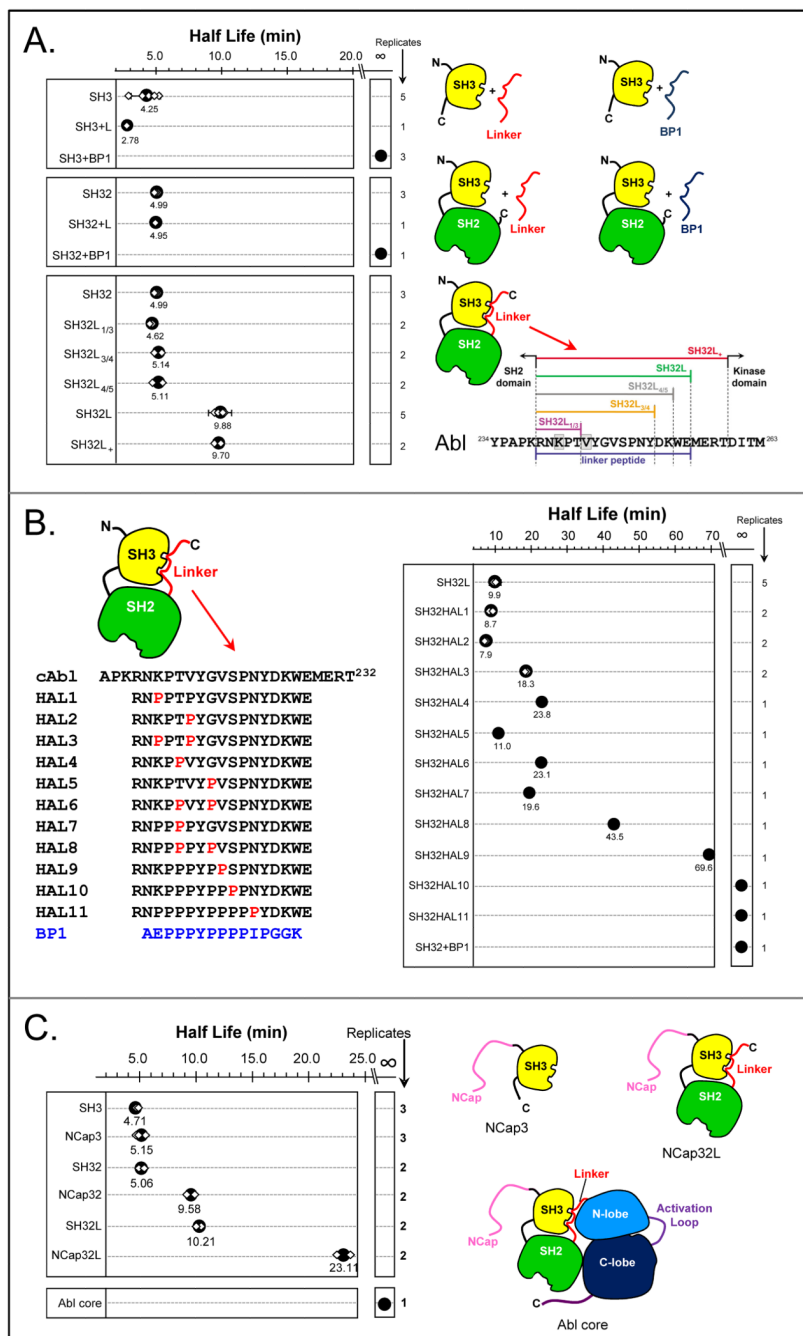 A.
Half Life (min)
Replicates
5.0 10.0 15.0 20.0 ∞
SH3 4.25 5
SH3+L 2.78 1
SH3+BP1 3
SH32 4.99 3
SH32+L 4.95 1
SH32+BP1 1
SH32 4.99 3
SH32L1/3 4.62 2
SH32L3/4 5.14 2
SH32L4/5 5.11 2
SH32L 9.88 5
SH32L+ 9.70 2
N SH3 + C Linker
N SH3 + C BP1
N SH3 + C SH2 Linker
N SH3 + C SH2 BP1
N SH3 C Linker SH2
SH32L+
SH2 domain
Kinase domain
SH32L
SH32L4/5
SH32L3/4
SH32L1/3
Abl 234YPAPKRNKPTVYGVSPNYDKWEMERTDITM263
linker peptide
B.
N SH3 C Linker SH2
cAbl APKRNKPTVYGVSPNYDKWEMERT232
HAL1 RNPPTPYGVSPNYDKWE
HAL2 RNKPTPYGVSPNYDKWE
HAL3 RNPPTPYGVSPNYDKWE
HAL4 RNKPPVYGVSPNYDKWE
HAL5 RNKPTVYPVSPNYDKWE
HAL6 RNKPPVYPVSPNYDKWE
HAL7 RNPPPPYGVSPNYDKWE
HAL8 RNPPPPYPVSPNYDKWE
HAL9 RNKPPPYPPSPNYDKWE
HAL10 RNKPPPYPPPPNYDKWE
HAL11 RNPPPPYPPPPPYDKWE
BP1 AEPPPYPPPPIPGGK
Half Life (min)
Replicates
10 20 30 40 50 60 70 ∞
SH32L 9.9 5
SH32HAL1 8.7 2
SH32HAL2 7.9 2
SH32HAL3 18.3 2
SH32HAL4 23.8 1
SH32HAL5 11.0 1
SH32HAL6 23.1 1
SH32HAL7 19.6 1
SH32HAL8 43.5 1
SH32HAL9 69.6 1
SH32HAL10 1
SH32HAL11 1
SH32+BP1 1
C.
Half Life (min)
Replicates
5.0 10.0 15.0 20.0 25.0 ∞
SH3 4.71 3
NCap3 5.15 3
SH32 5.06 2
NCap32 9.58 2
SH32L 10.21 2
NCap32L 23.11 2
Abl core 1
NCap SH3 C
NCap3
NCap SH3 C Linker SH2
NCap32L
Linker
NCap SH3 N-lobe Activation Loop
SH2 C-lobe
C
Abl core